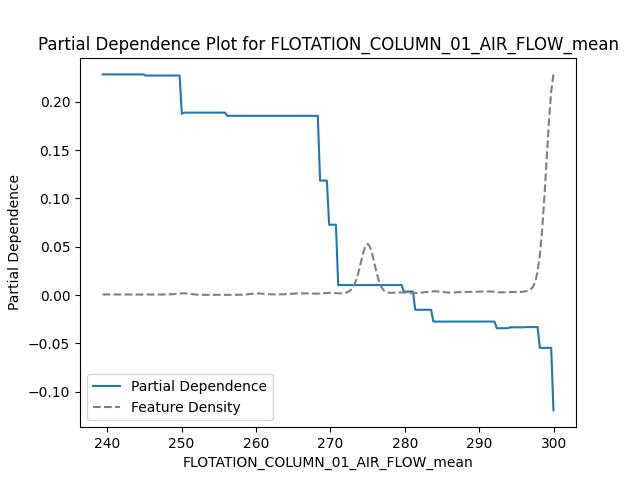 Partial Dependence Plot for FLOTATION_COLUMN_01_AIR_FLOW_mean
Partial Dependence
0.20
0.15
0.10
0.05
0.00
−0.05
−0.10
Partial Dependence
Feature Density
240 250 260 270 280 290 300
FLOTATION_COLUMN_01_AIR_FLOW_mean